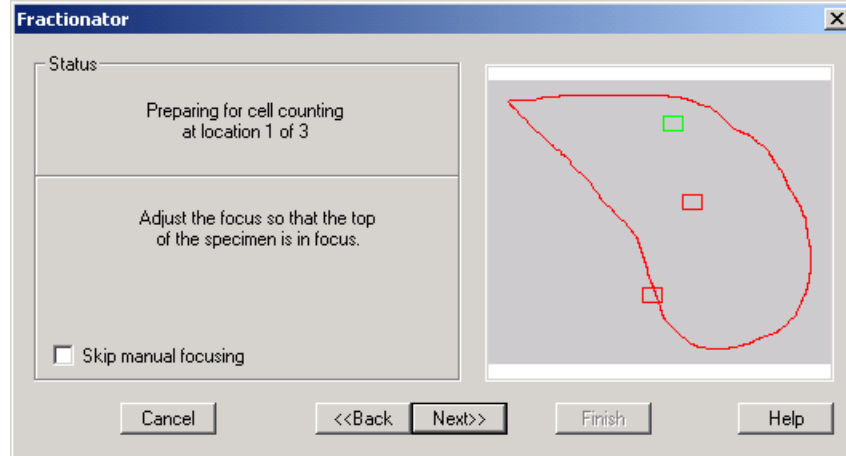 Fractionator
Status
Preparing for cell counting
at location 1 of 3
Adjust the focus so that the top
of the specimen is in focus.
Skip manual focusing
Cancel
<<Back
Next>>
Finish
Help